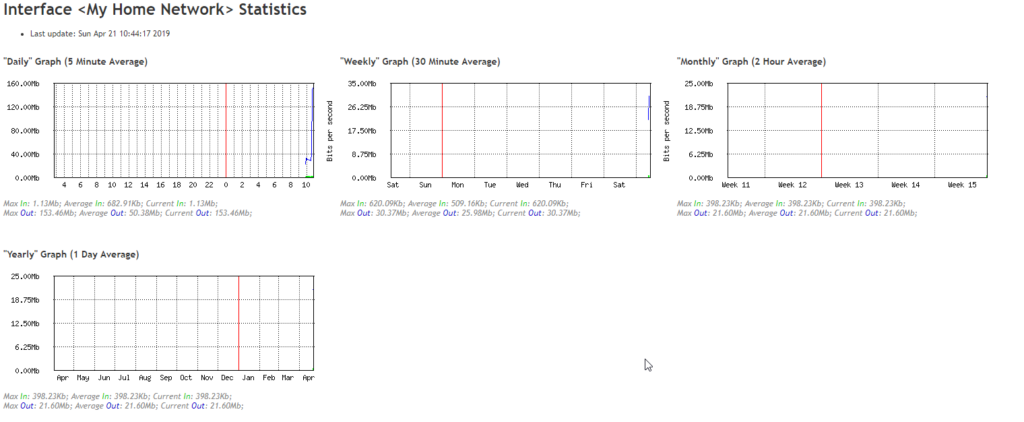 Interface <My Home Network> Statistics
Last update: Sun Apr 21 10:44:17 2019
"Daily" Graph (5 Minute Average)
160.00Mb
120.00Mb
80.00Mb
40.00Mb
0.00Mb
4 6 8 10 12 14 16 18 20 22 0 2 4 6 8 10
Bits per second
Max In: 1.13Mb; Average In: 682.91Kb; Current In: 1.13Mb;
Max Out: 153.46Mb; Average Out: 50.38Mb; Current Out: 153.46Mb;
"Weekly" Graph (30 Minute Average)
35.00Mb
26.25Mb
17.50Mb
8.75Mb
0.00Mb
Sat Sun Mon Tue Wed Thu Fri Sat
Bits per second
Max In: 620.09Kb; Average In: 509.16Kb; Current In: 620.09Kb;
Max Out: 30.37Mb; Average Out: 25.98Mb; Current Out: 30.37Mb;
"Monthly" Graph (2 Hour Average)
25.00Mb
18.75Mb
12.50Mb
6.25Mb
0.00Mb
Week 11 Week 12 Week 13 Week 14 Week 15
Max In: 398.23Kb; Average In: 398.23Kb; Current In: 398.23Kb;
Max Out: 21.60Mb; Average Out: 21.60Mb; Current Out: 21.60Mb;
"Yearly" Graph (1 Day Average)
25.00Mb
18.75Mb
12.50Mb
6.25Mb
0.00Mb
Apr May Jun Jul Aug Sep Oct Nov Dec Jan Feb Mar Apr
Max In: 398.23Kb; Average In: 398.23Kb; Current In: 398.23Kb;
Max Out: 21.60Mb; Average Out: 21.60Mb; Current Out: 21.60Mb;